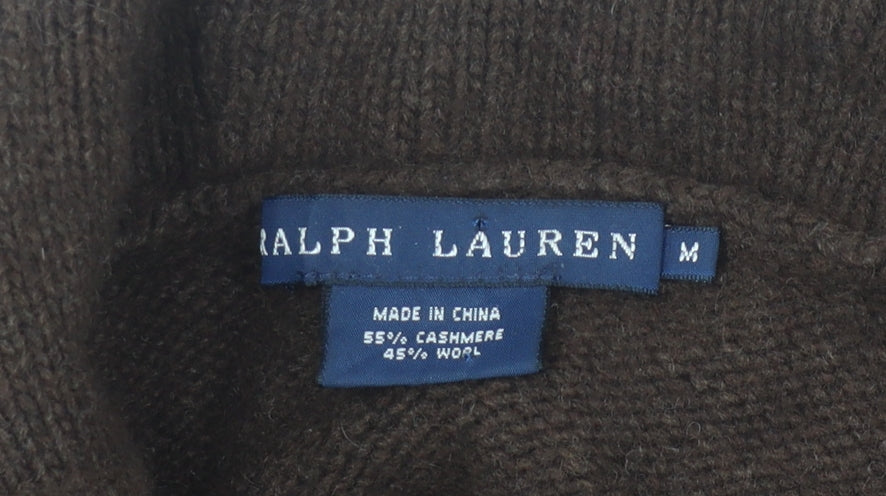 RALPH LAUREN
M
MADE IN CHINA
55% CASHMERE
45% WOOL